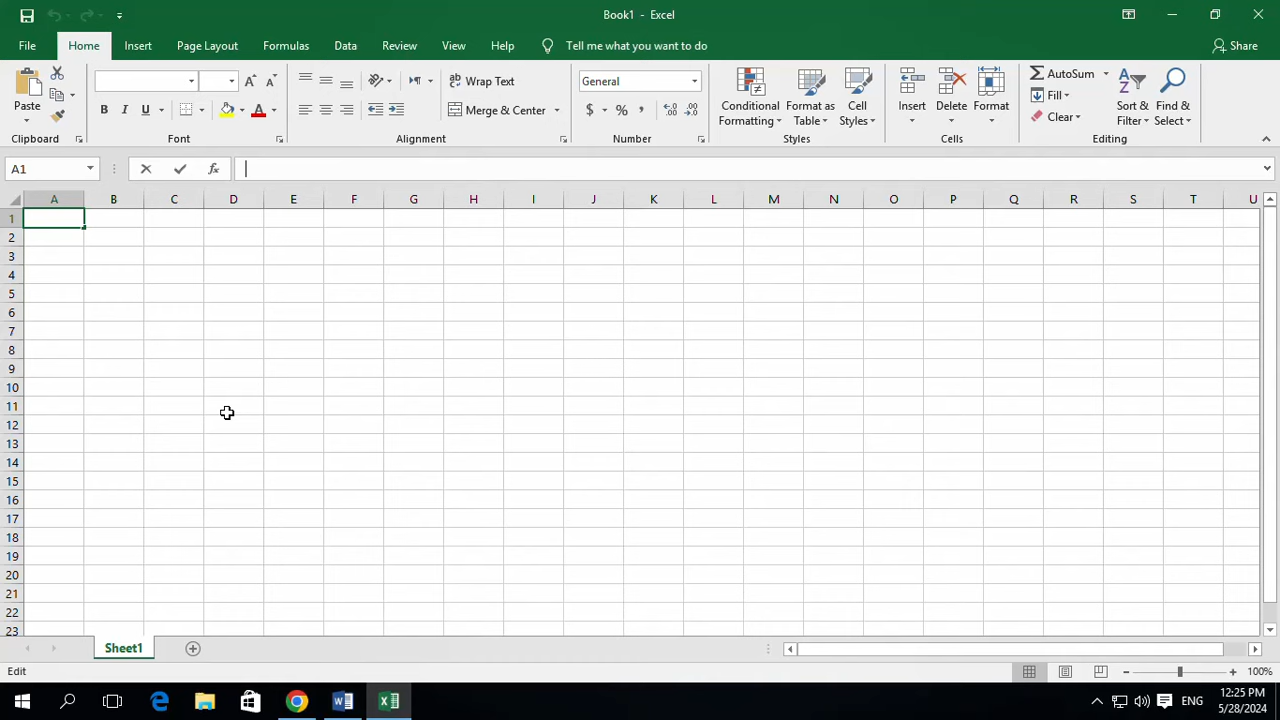 Book1 - Excel
File Home Insert Page Layout Formulas Data Review View Help Tell me what you want to do Share
Paste Wrap Text General AutoSum
Merge & Center $ % , Conditional Formatting Format as Table Cell Styles Insert Delete Format Fill Sort & Filter Find & Select
B I U A Clear
Clipboard Font Alignment Number Styles Cells Editing
A1 fx
A B C D E F G H I J K L M N O P Q R S T U
1
2
3
4
5
6
7
8
9
10
11
12
13
14
15
16
17
18
19
20
21
22
23
Sheet1
Edit 100%
ENG 12:25 PM
5/28/2024